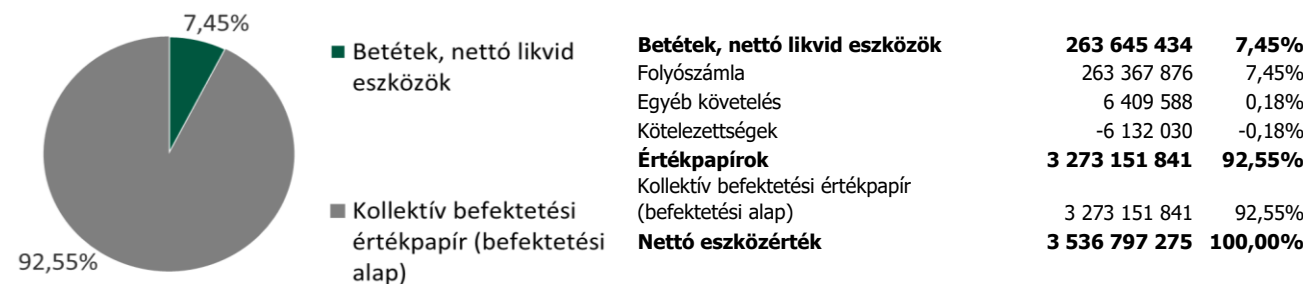 7,45%
92,55%
Betétek, nettó likvid
eszközök
Kollektív befektetési
értékpapír (befektetési
alap)
Betétek, nettó likvid eszközök 263 645 434 7,45%
Folyószámla 263 367 876 7,45%
Egyéb követelés 6 409 588 0,18%
Kötelezettségek -6 132 030 -0,18%
Értékpapírok 3 273 151 841 92,55%
Kollektív befektetési értékpapír
(befektetési alap) 3 273 151 841 92,55%
Nettó eszközérték 3 536 797 275 100,00%